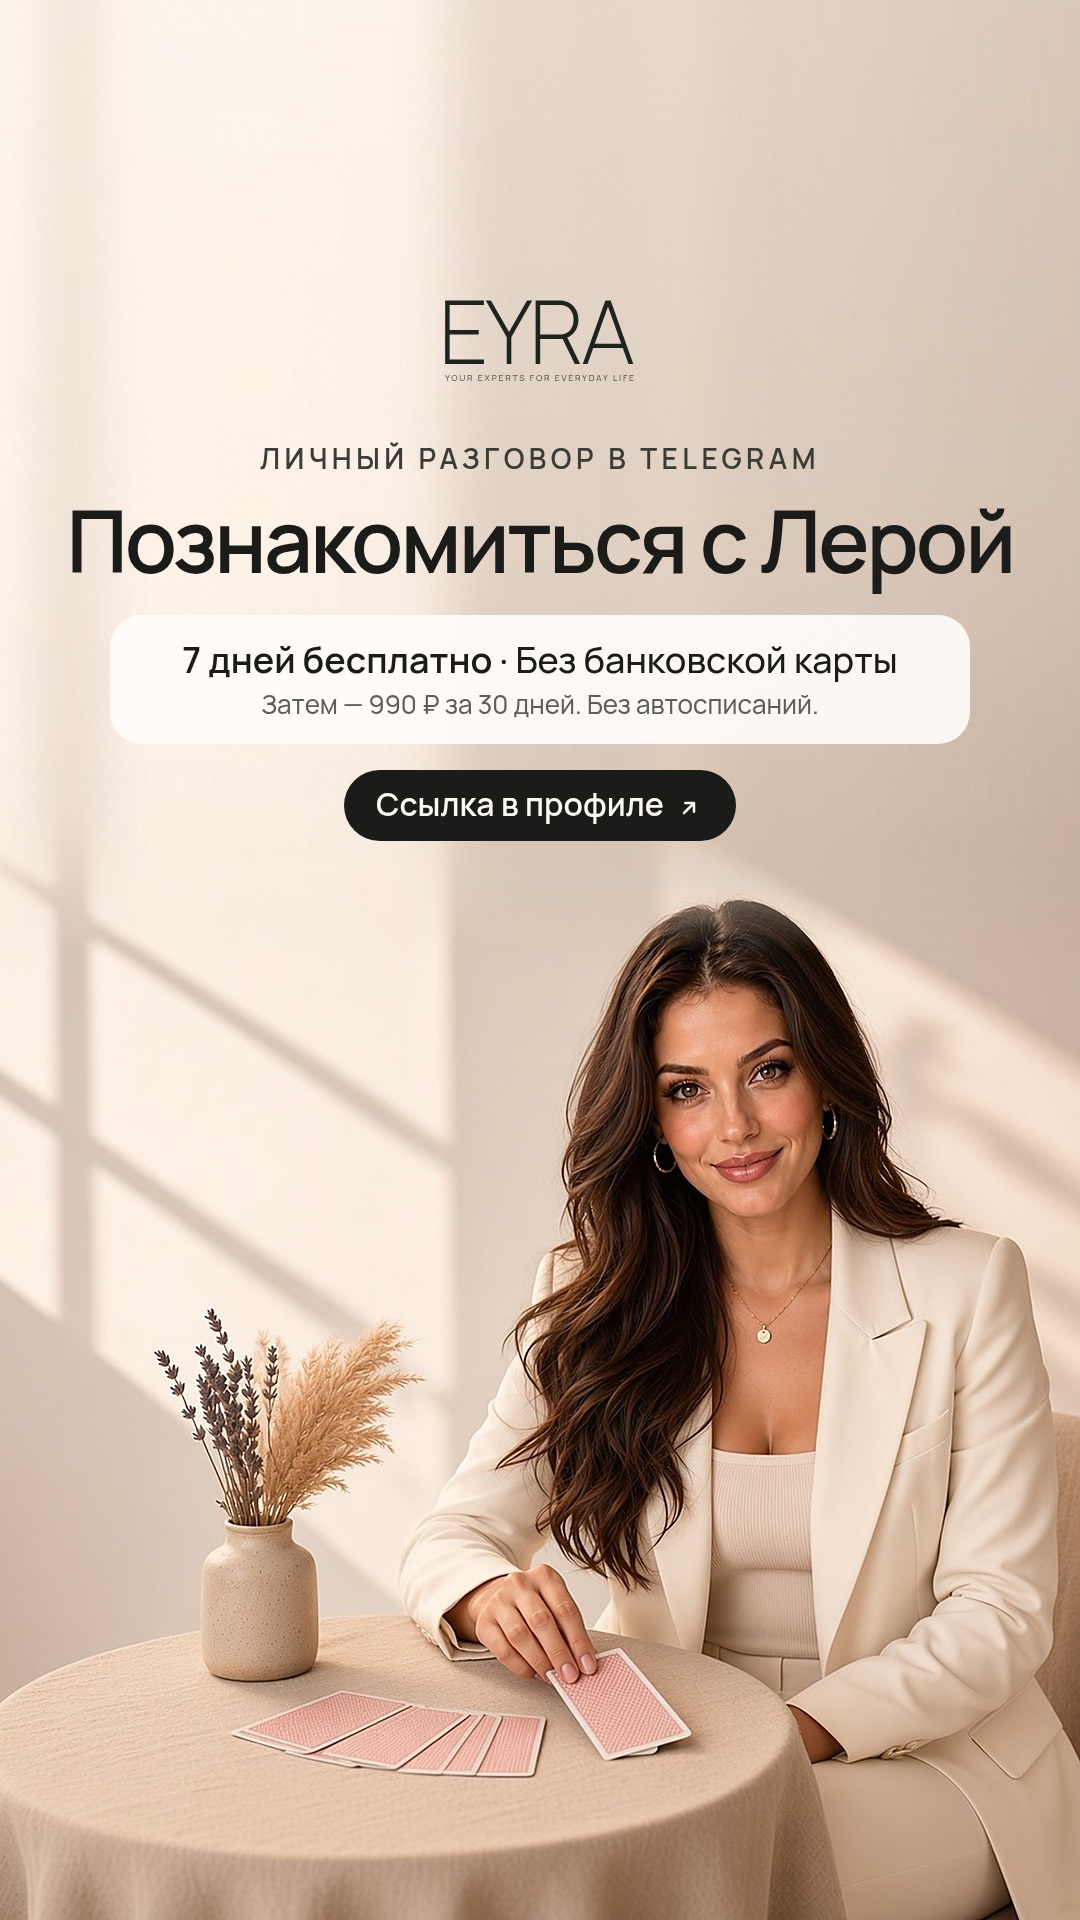 EYRA
YOUR EXPERTS FOR EVERYDAY LIFE
ЛИЧНЫЙ РАЗГОВОР В TELEGRAM
Познакомиться с Лерой
7 дней бесплатно · Без банковской карты
Затем — 990 ₽ за 30 дней. Без автосписаний.
Ссылка в профиле ↗